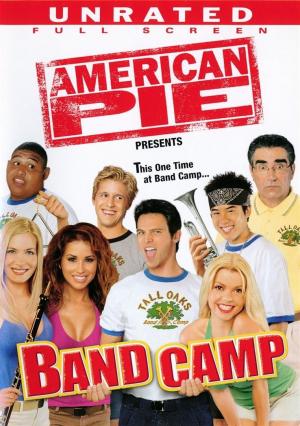 UNRATED
FULL SCREEN
AMERICAN
PIE
PRESENTS
This One Time
at Band Camp...
TALL OAKS
Band Camp
BAND CAMP